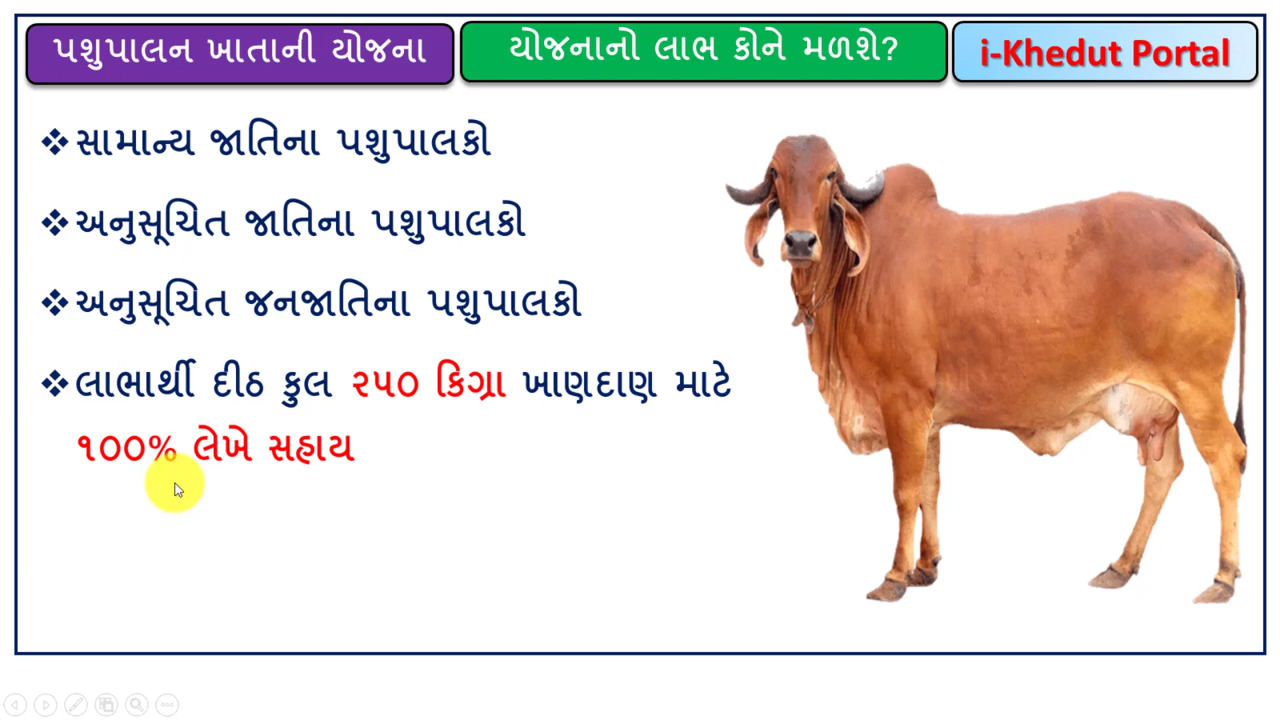 પશુપાલન ખાતાની યોજના
યોજનાનો લાભ કોને મળશે?
i-Khedut Portal
❖સામાન્ય જાતિના પશુપાલકો
❖અનુસૂચિત જાતિના પશુપાલકો
❖અનુસૂચિત જનજાતિના પશુપાલકો
❖લાભાર્થી દીઠ કુલ ૨૫૦ કિગ્રા ખાણદાણ માટે
૧૦૦% લેખે સહાય